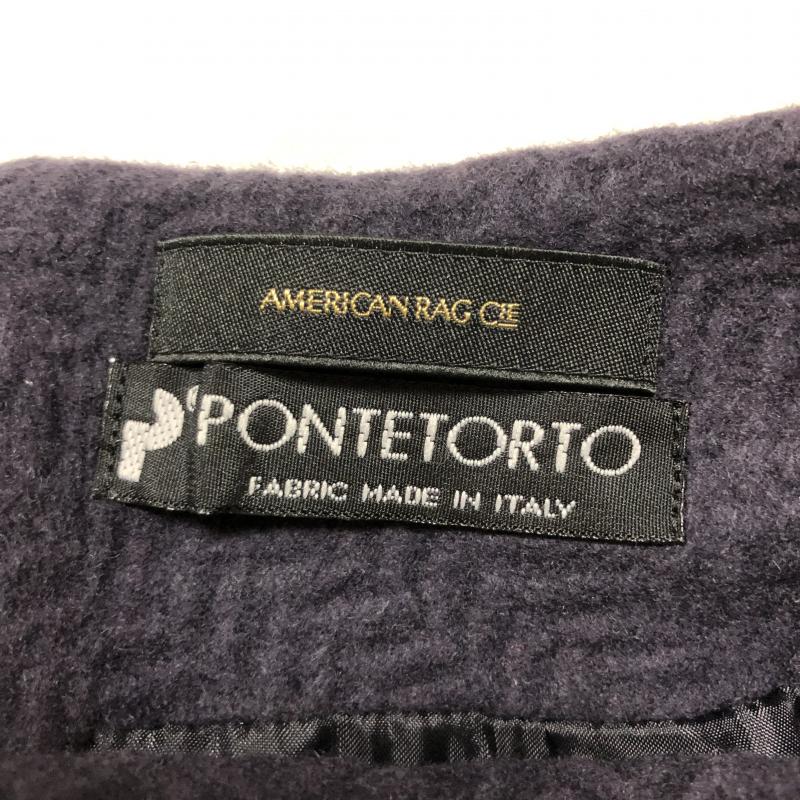 AMERICAN RAG CIE
P'PONTETORTO
FABRIC MADE IN ITALY